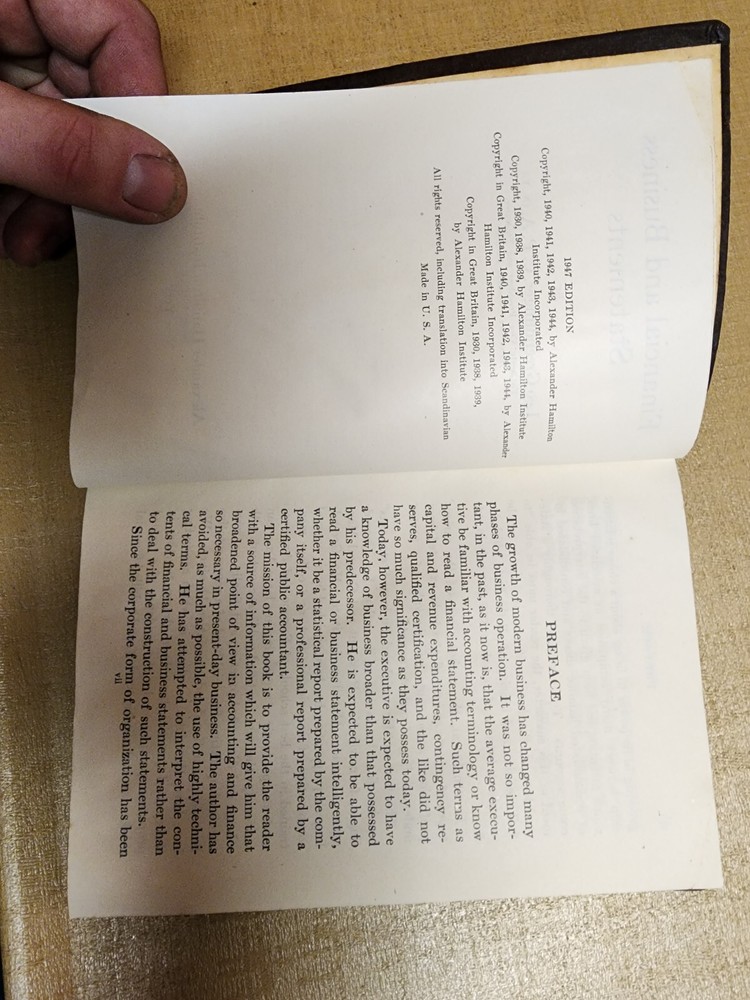 1947 EDITION
Copyright, 1940, 1941, 1942, 1943, 1944, by Alexander Hamilton
Institute Incorporated
Copyright, 1930, 1938, 1939, by Alexander Hamilton Institute
Copyright in Great Britain, 1940, 1941, 1942, 1943, 1944, by Alexander
Hamilton Institute Incorporated
Copyright in Great Britain, 1930, 1938, 1939,
by Alexander Hamilton Institute
All rights reserved, including translation into Scandinavian
Made in U. S. A.
PREFACE
The growth of modern business has changed many
phases of business operation. It was not so impor-
tant, in the past, as it now is, that the average execu-
tive be familiar with accounting terminology or know
how to read a financial statement. Such terms as
capital and revenue expenditures, contingency re-
serves, qualified certification, and the like did not
have so much significance as they possess today.
Today, however, the executive is expected to have
a knowledge of business broader than that possessed
by his predecessor. He is expected to be able to
read a financial or business statement intelligently,
whether it be a statistical report prepared by the com-
pany itself, or a professional report prepared by a
certified public accountant.
The mission of this book is to provide the reader
with a source of information which will give him that
broadened point of view in accounting and finance
so necessary in present-day business. The author has
avoided, as much as possible, the use of highly techni-
cal terms. He has attempted to interpret the con-
tents of financial and business statements rather than
to deal with the construction of such statements.
Since the corporate form of organization has been
vii